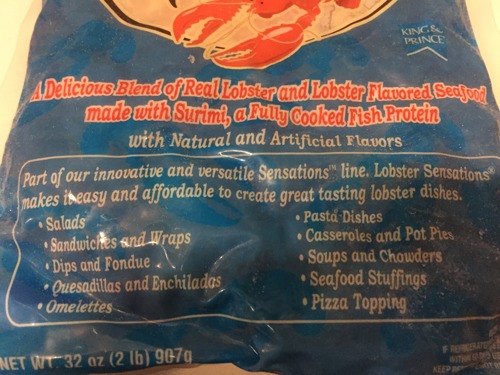 KING &
PRINCE
A Delicious Blend of Real Lobster and Lobster Flavored Seafood
made with Surimi, a Fully Cooked Fish Protein
with Natural and Artificial Flavors
Part of our innovative and versatile Sensations™ line. Lobster Sensations®
makes it easy and affordable to create great tasting lobster dishes.
• Salads
• Sandwiches and Wraps
• Dips and Fondue
• Quesadillas and Enchiladas
• Omelettes
• Pasta Dishes
• Casseroles and Pot Pies
• Soups and Chowders
• Seafood Stuffings
• Pizza Topping
NET WT. 32 oz (2 lb) 907g
IF REFRIGERATED